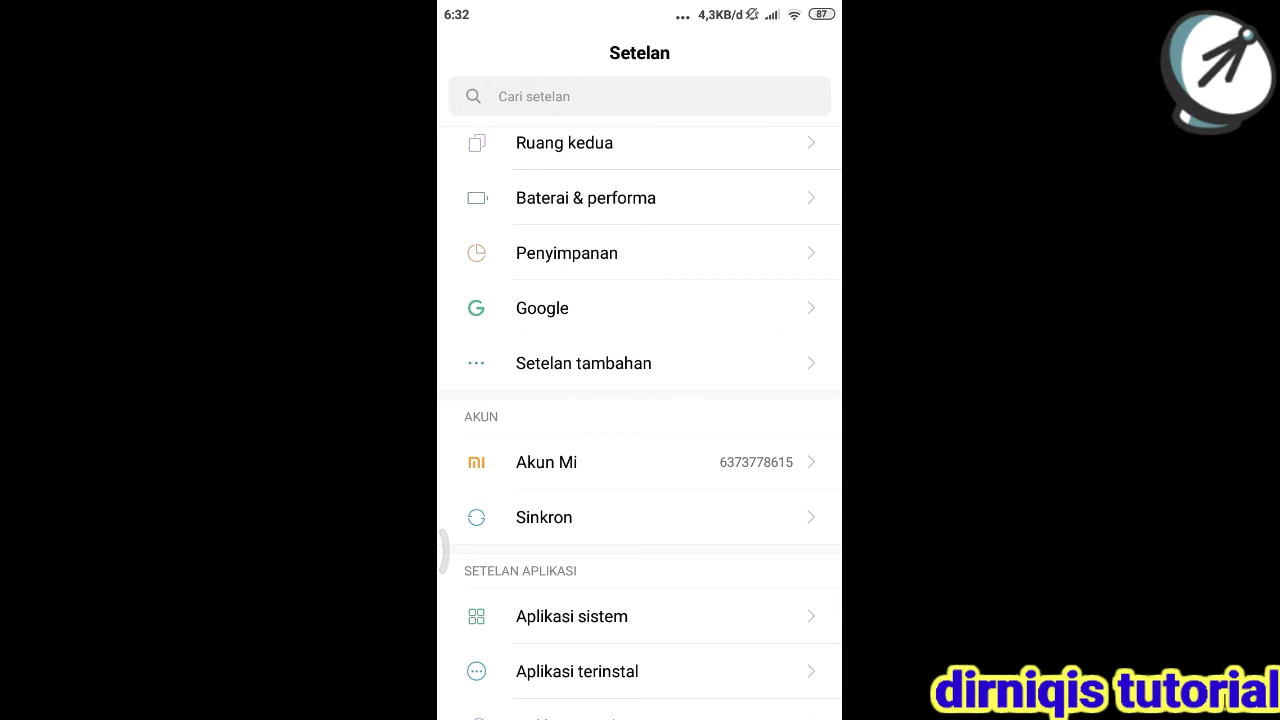 6:32
... 4,3KB/d 87
Setelan
Cari setelan
Ruang kedua
Baterai & performa
Penyimpanan
Google
Setelan tambahan
AKUN
Akun Mi 6373778615
Sinkron
SETELAN APLIKASI
Aplikasi sistem
Aplikasi terinstal
dirniqis tutorial